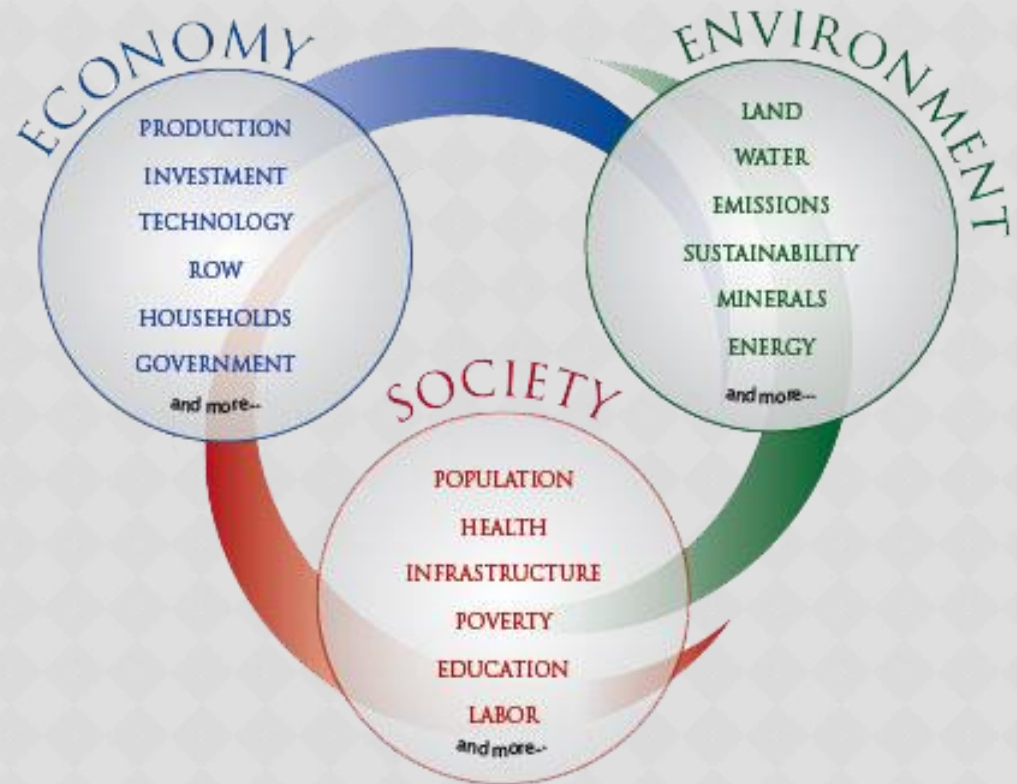 ECONOMY
PRODUCTION
INVESTMENT
TECHNOLOGY
ROW
HOUSEHOLDS
GOVERNMENT
and more...
ENVIRONMENT
LAND
WATER
EMISSIONS
SUSTAINABILITY
MINERALS
ENERGY
and more...
SOCIETY
POPULATION
HEALTH
INFRASTRUCTURE
POVERTY
EDUCATION
LABOR
and more...